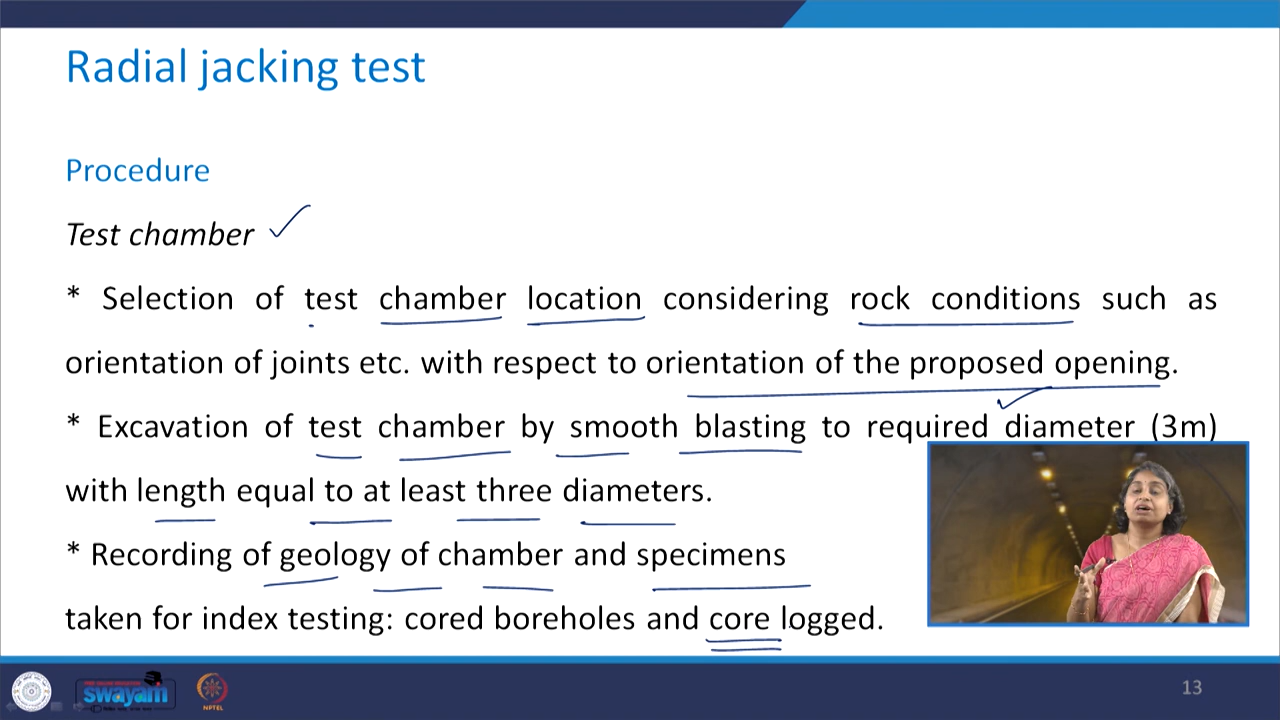 Radial jacking test
Procedure
Test chamber
* Selection of test chamber location considering rock conditions such as
orientation of joints etc. with respect to orientation of the proposed opening.
* Excavation of test chamber by smooth blasting to required diameter (3m)
with length equal to at least three diameters.
* Recording of geology of chamber and specimens
taken for index testing: cored boreholes and core logged.
swayam
NPTEL
13